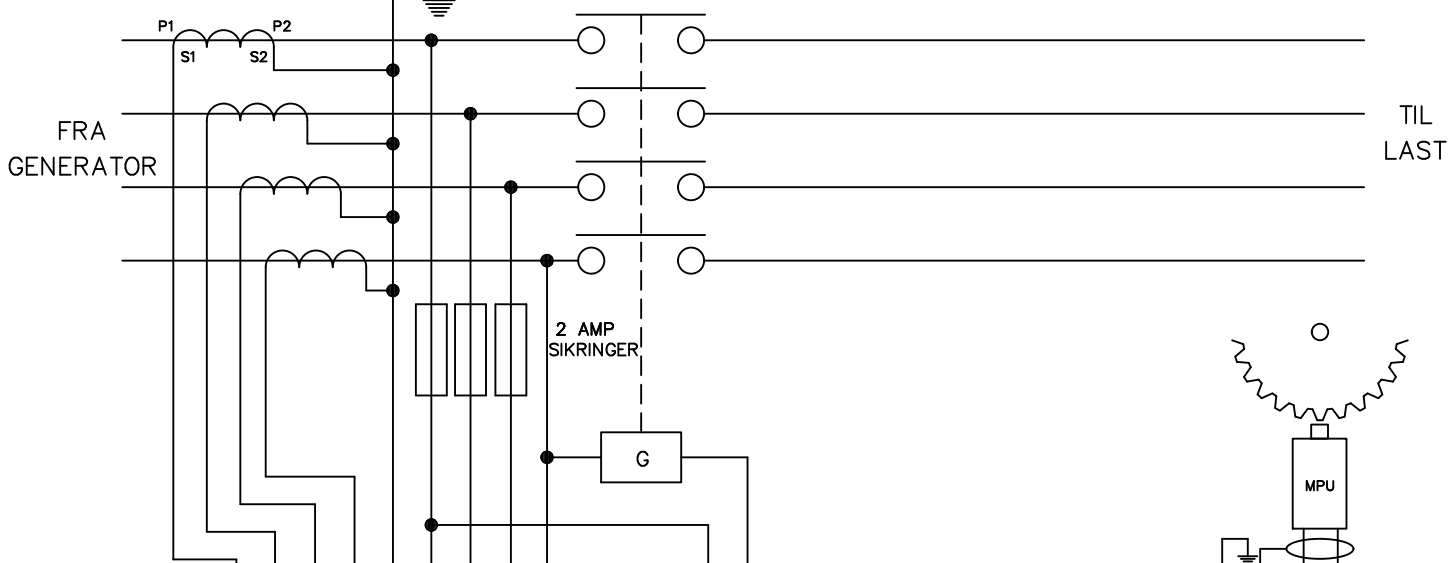 P1 P2
S1 S2
FRA
GENERATOR
TIL
LAST
2 AMP
SIKRINGER
G
MPU